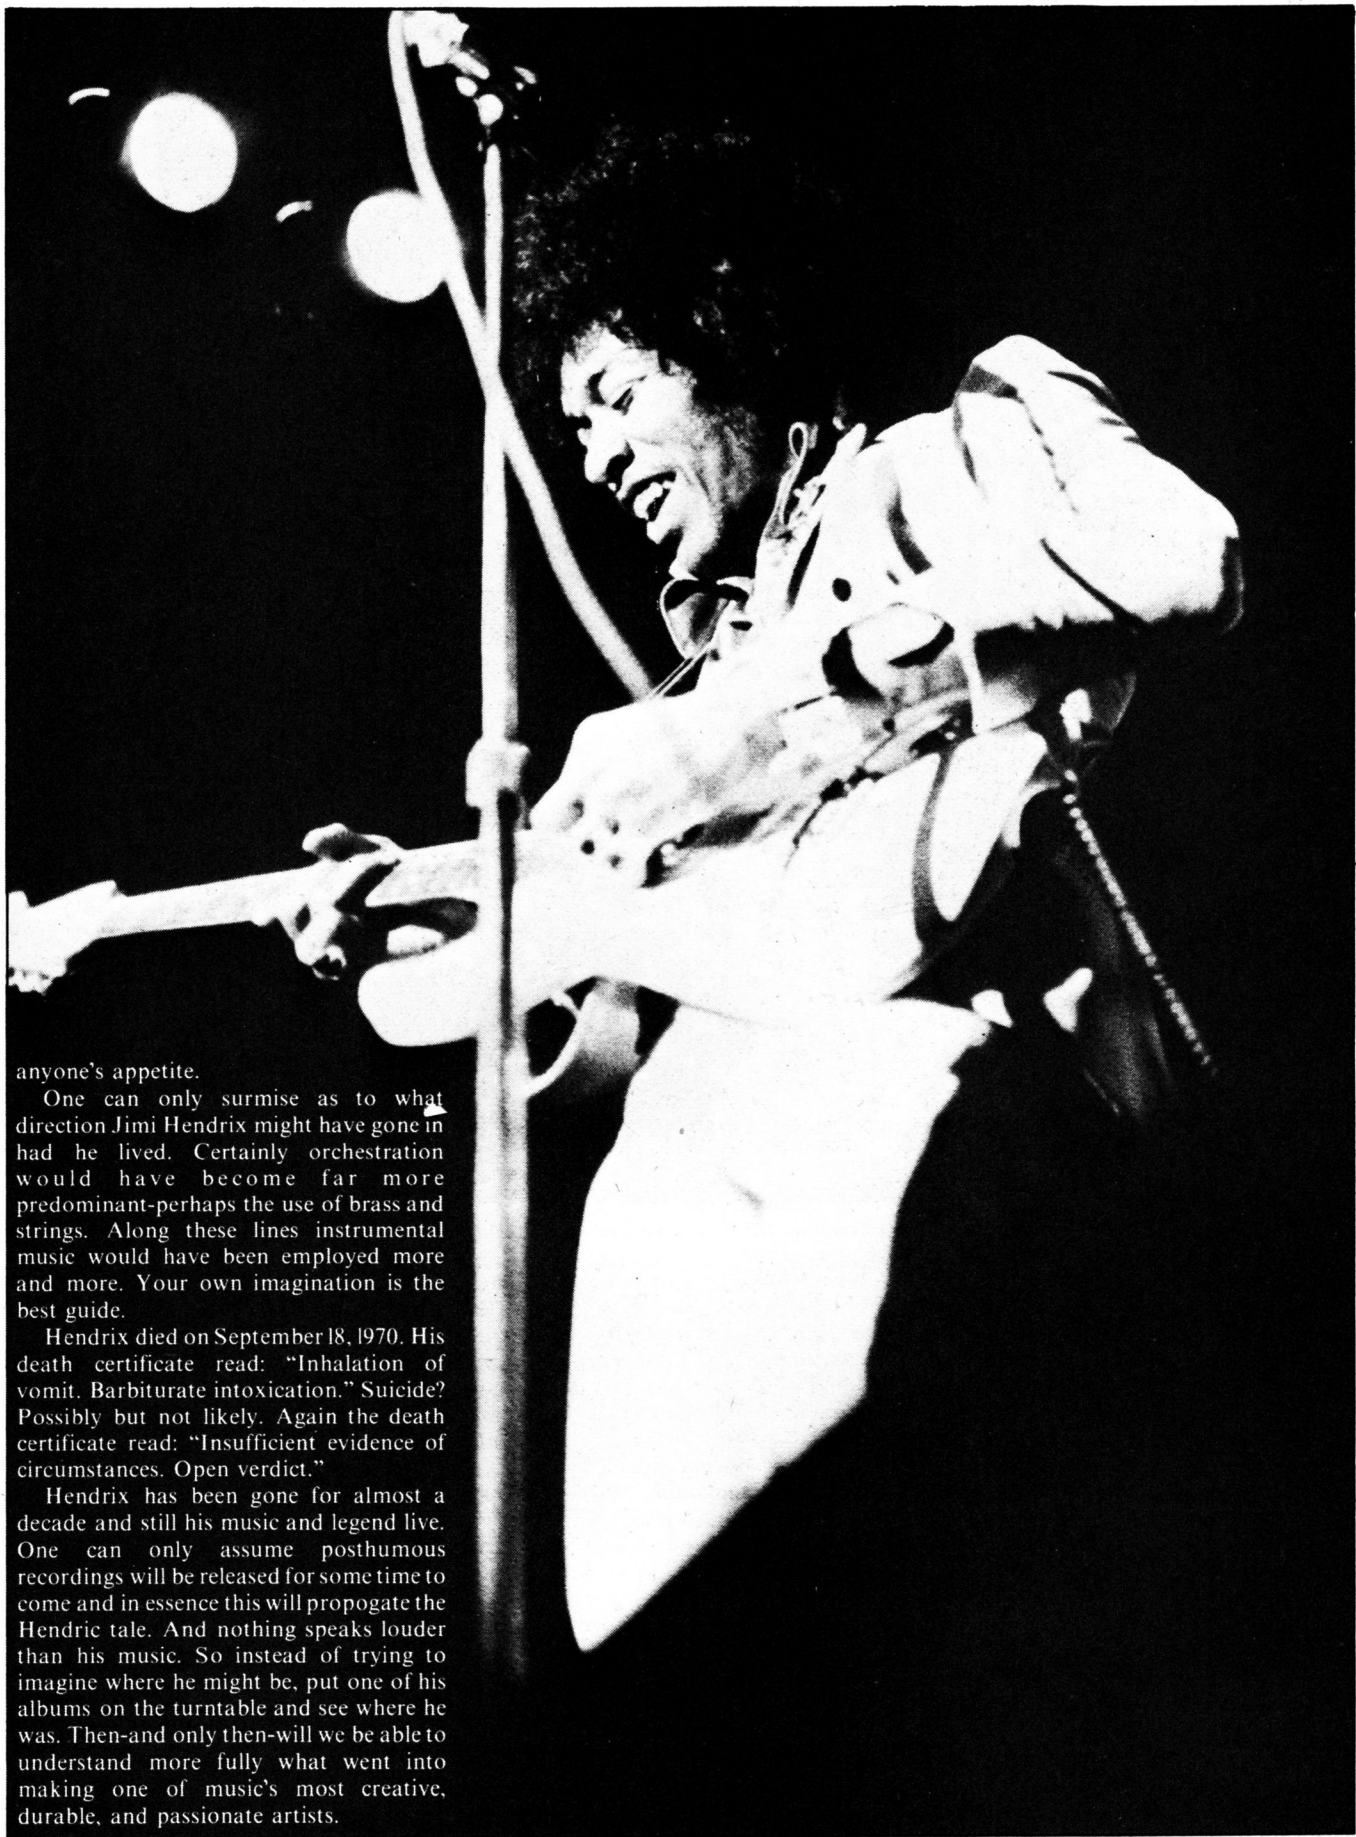 anyone's appetite.
One can only surmise as to what
direction Jimi Hendrix might have gone in
had he lived. Certainly orchestration
would have become far more
predominant-perhaps the use of brass and
strings. Along these lines instrumental
music would have been employed more
and more. Your own imagination is the
best guide.
Hendrix died on September 18, 1970. His
death certificate read: “Inhalation of
vomit. Barbiturate intoxication.” Suicide?
Possibly but not likely. Again the death
certificate read: “Insufficient evidence of
circumstances. Open verdict.”
Hendrix has been gone for almost a
decade and still his music and legend live.
One can only assume posthumous
recordings will be released for some time to
come and in essence this will propogate the
Hendric tale. And nothing speaks louder
than his music. So instead of trying to
imagine where he might be, put one of his
albums on the turntable and see where he
was. Then-and only then-will we be able to
understand more fully what went into
making one of music's most creative,
durable, and passionate artists.